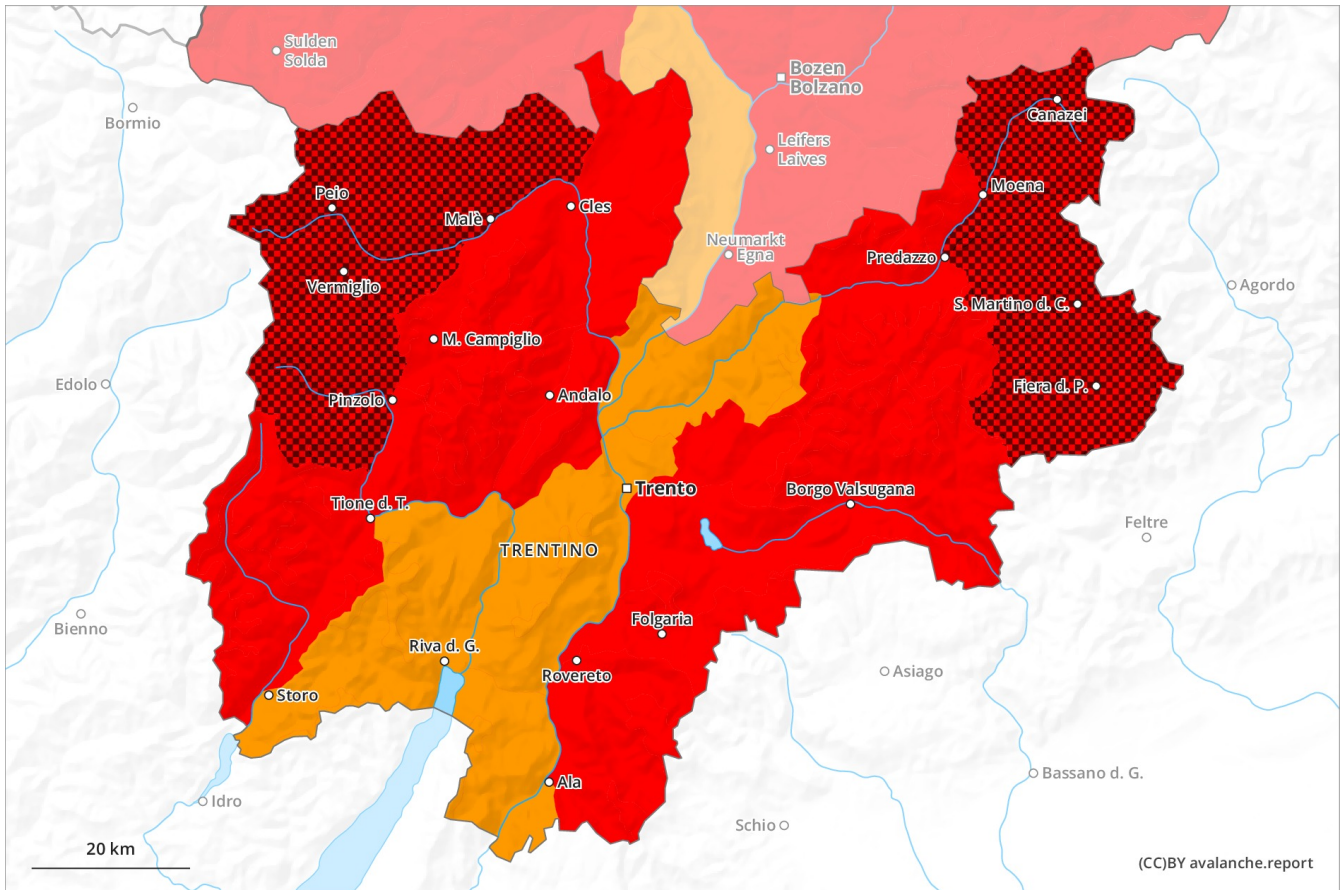 Sulden
Solda
Bozen
Bolzano
Bormio
Canazei
Leifers
Laives
Peio
Moena
Cles
Malè
Neumarkt
Egna
Predazzo
Vermiglio
Agordo
S. Martino d. C.
M. Campiglio
Edolo
Fiera d. P.
Andalo
Pinzolo
Trento
Borgo Valsugana
Tione d. T.
Feltre
TRENTINO
Folgaria
Bienno
Riva d. G.
Asiago
Rovereto
Storo
Bassano d. G.
Ala
Idro
Schio
20 km
(CC)BY avalanche.report